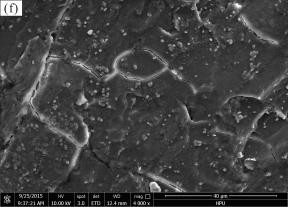 (f)
9/25/2015 HV spot det WD mag 40 μm
9:37:21 AM 10.00 kV 3.0 ETD 12.4 mm 4 000 x HPU